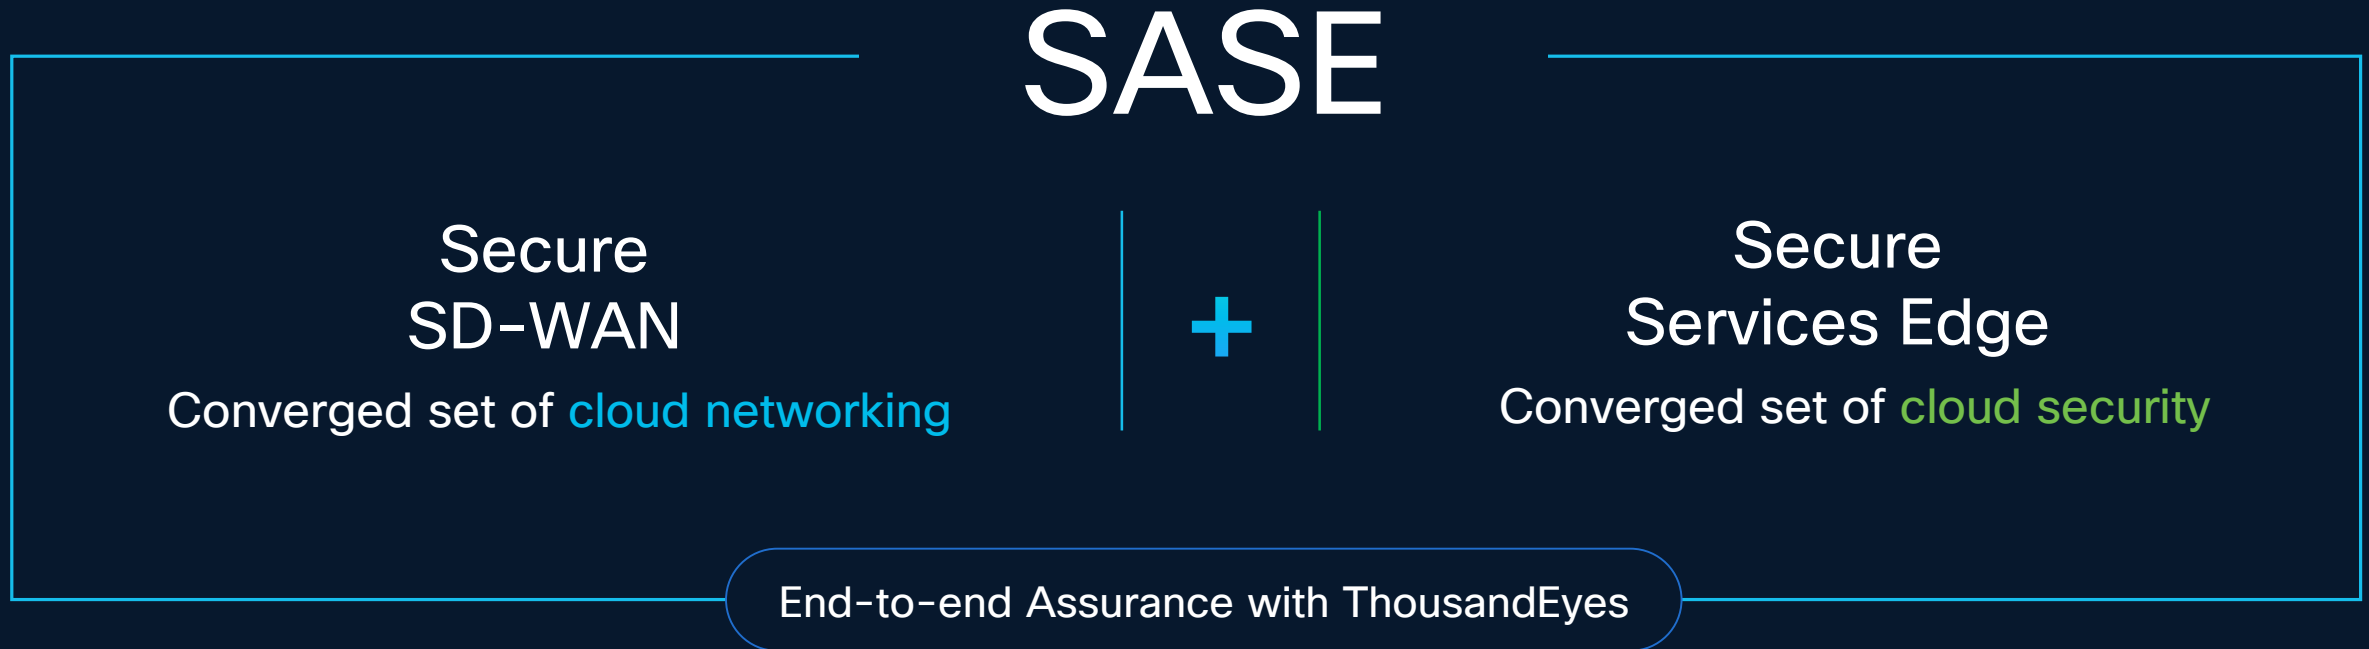 SASE
Secure
SD-WAN
Converged set of cloud networking
+
Secure
Services Edge
Converged set of cloud security
End-to-end Assurance with ThousandEyes